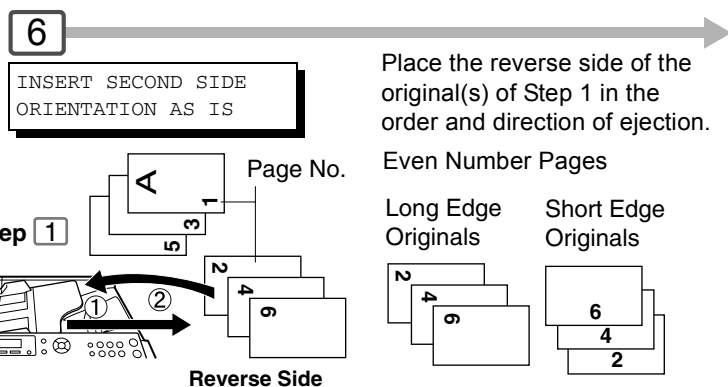 6
INSERT SECOND SIDE
ORIENTATION AS IS
Place the reverse side of the
original(s) of Step 1 in the
order and direction of ejection.
Even Number Pages
Page No.
A
1
3
5
ep 1
2
4
6
① ②
Reverse Side
Long Edge
Originals
2
4
6
Short Edge
Originals
6
4
2